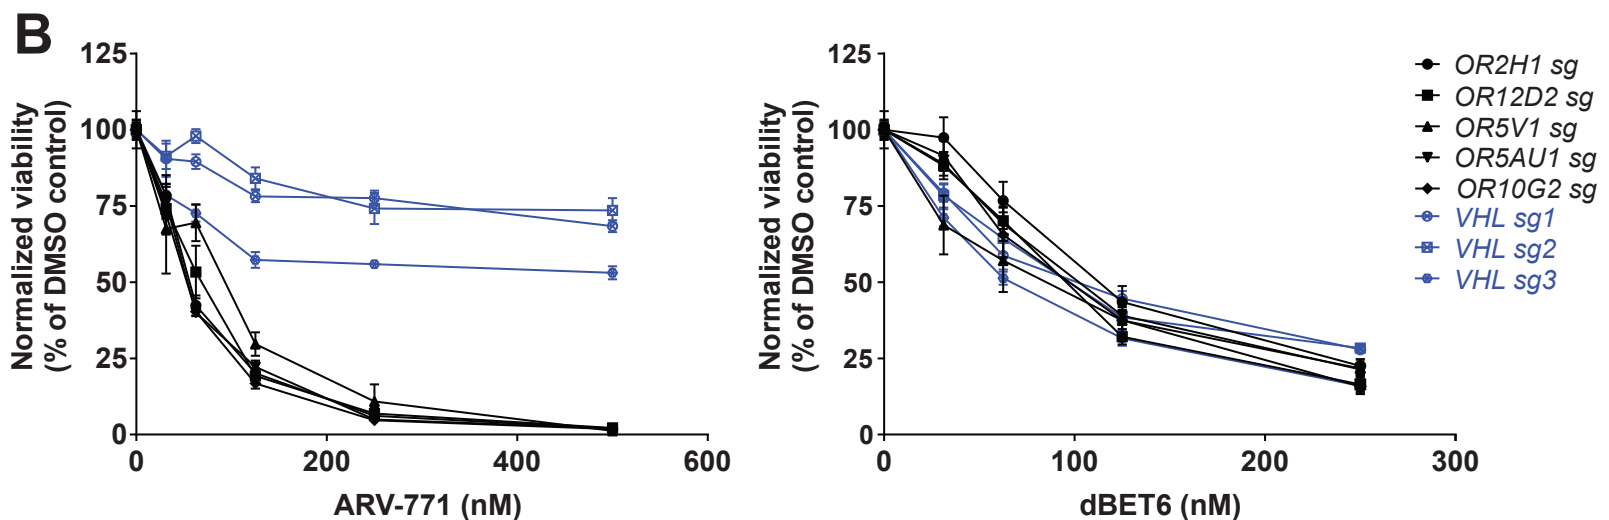 B
Normalized viability
(% of DMSO control)
125
100
75
50
25
0
0 200 400 600
ARV-771 (nM)
Normalized viability
(% of DMSO control)
125
100
75
50
25
0
0 100 200 300
dBET6 (nM)
OR2H1 sg
OR12D2 sg
OR5V1 sg
OR5AU1 sg
OR10G2 sg
VHL sg1
VHL sg2
VHL sg3